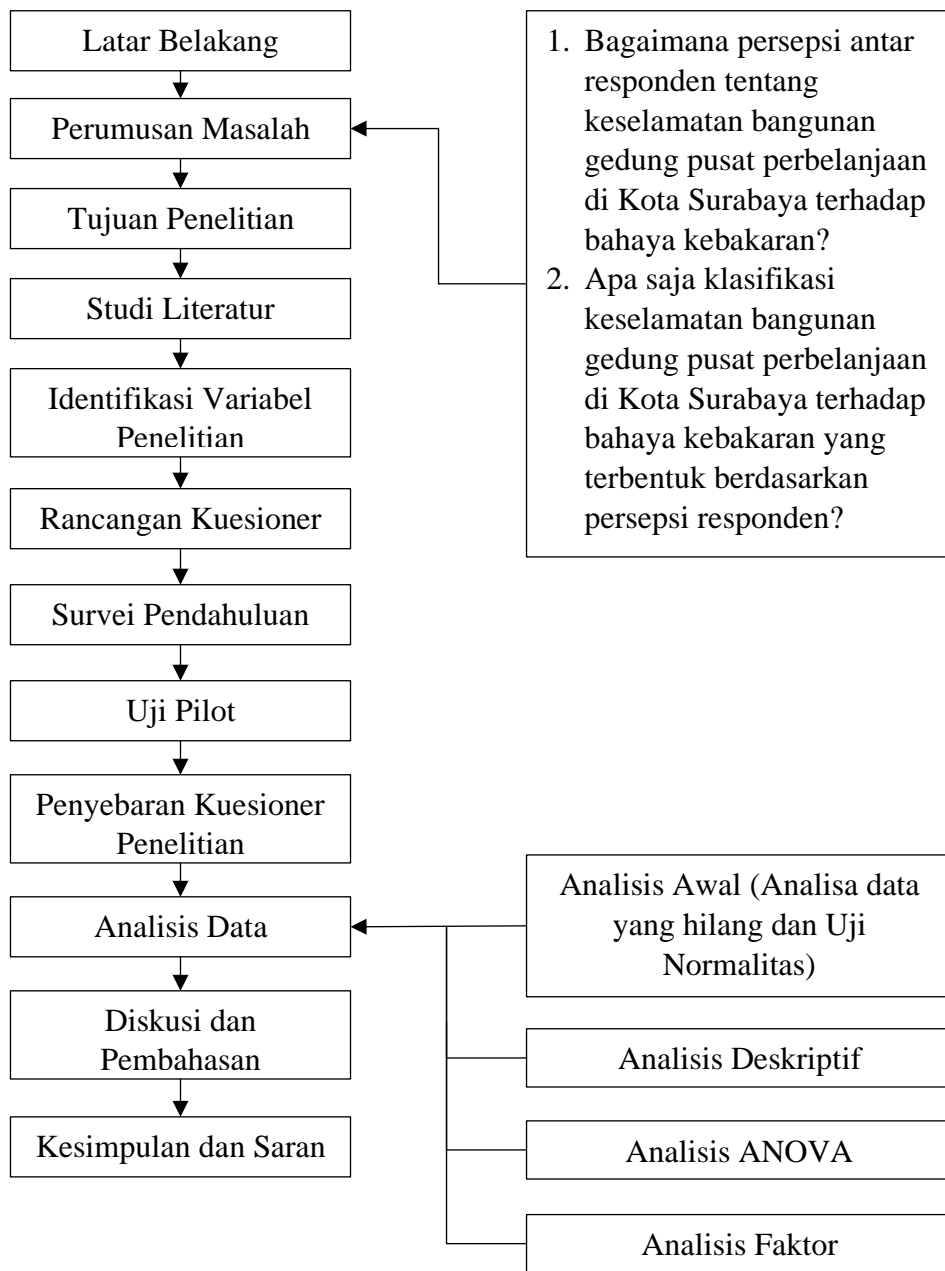 Latar Belakang
Perumusan Masalah
Tujuan Penelitian
Studi Literatur
Identifikasi Variabel
Penelitian
Rancangan Kuesioner
Survei Pendahuluan
Uji Pilot
Penyebaran Kuesioner
Penelitian
Analisis Data
Diskusi dan
Pembahasan
Kesimpulan dan Saran
1. Bagaimana persepsi antar
responden tentang
keselamatan bangunan
gedung pusat perbelanjaan
di Kota Surabaya terhadap
bahaya kebakaran?
2. Apa saja klasifikasi
keselamatan bangunan
gedung pusat perbelanjaan
di Kota Surabaya terhadap
bahaya kebakaran yang
terbentuk berdasarkan
persepsi responden?
Analisis Awal (Analisa data
yang hilang dan Uji
Normalitas)
Analisis Deskriptif
Analisis ANOVA
Analisis Faktor